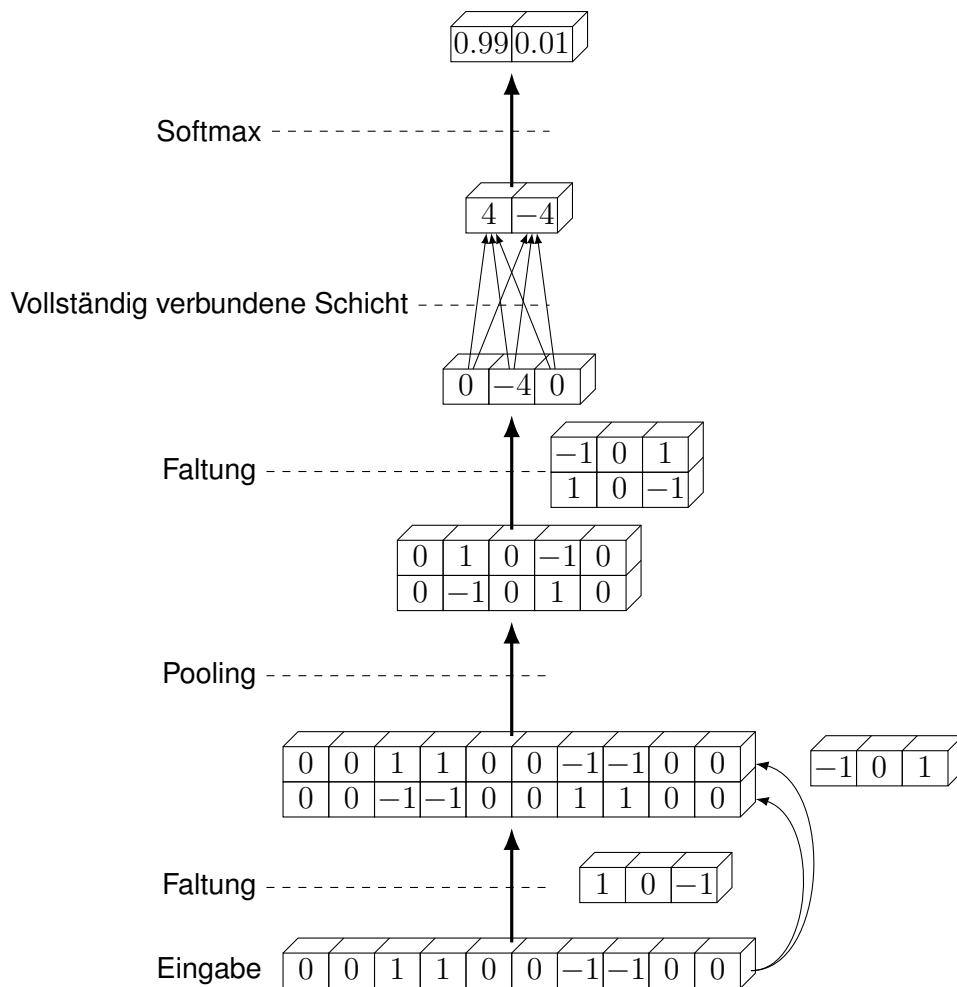 0.99 0.01
Softmax
4 −4
Vollständig verbundene Schicht
0 −4 0
−1 0 1
Faltung
1 0 −1
0 1 0 −1 0
0 −1 0 1 0
Pooling
0 0 1 1 0 0 −1 −1 0 0
−1 0 1
0 0 −1 −1 0 0 1 1 0 0
Faltung
1 0 −1
Eingabe
0 0 1 1 0 0 −1 −1 0 0